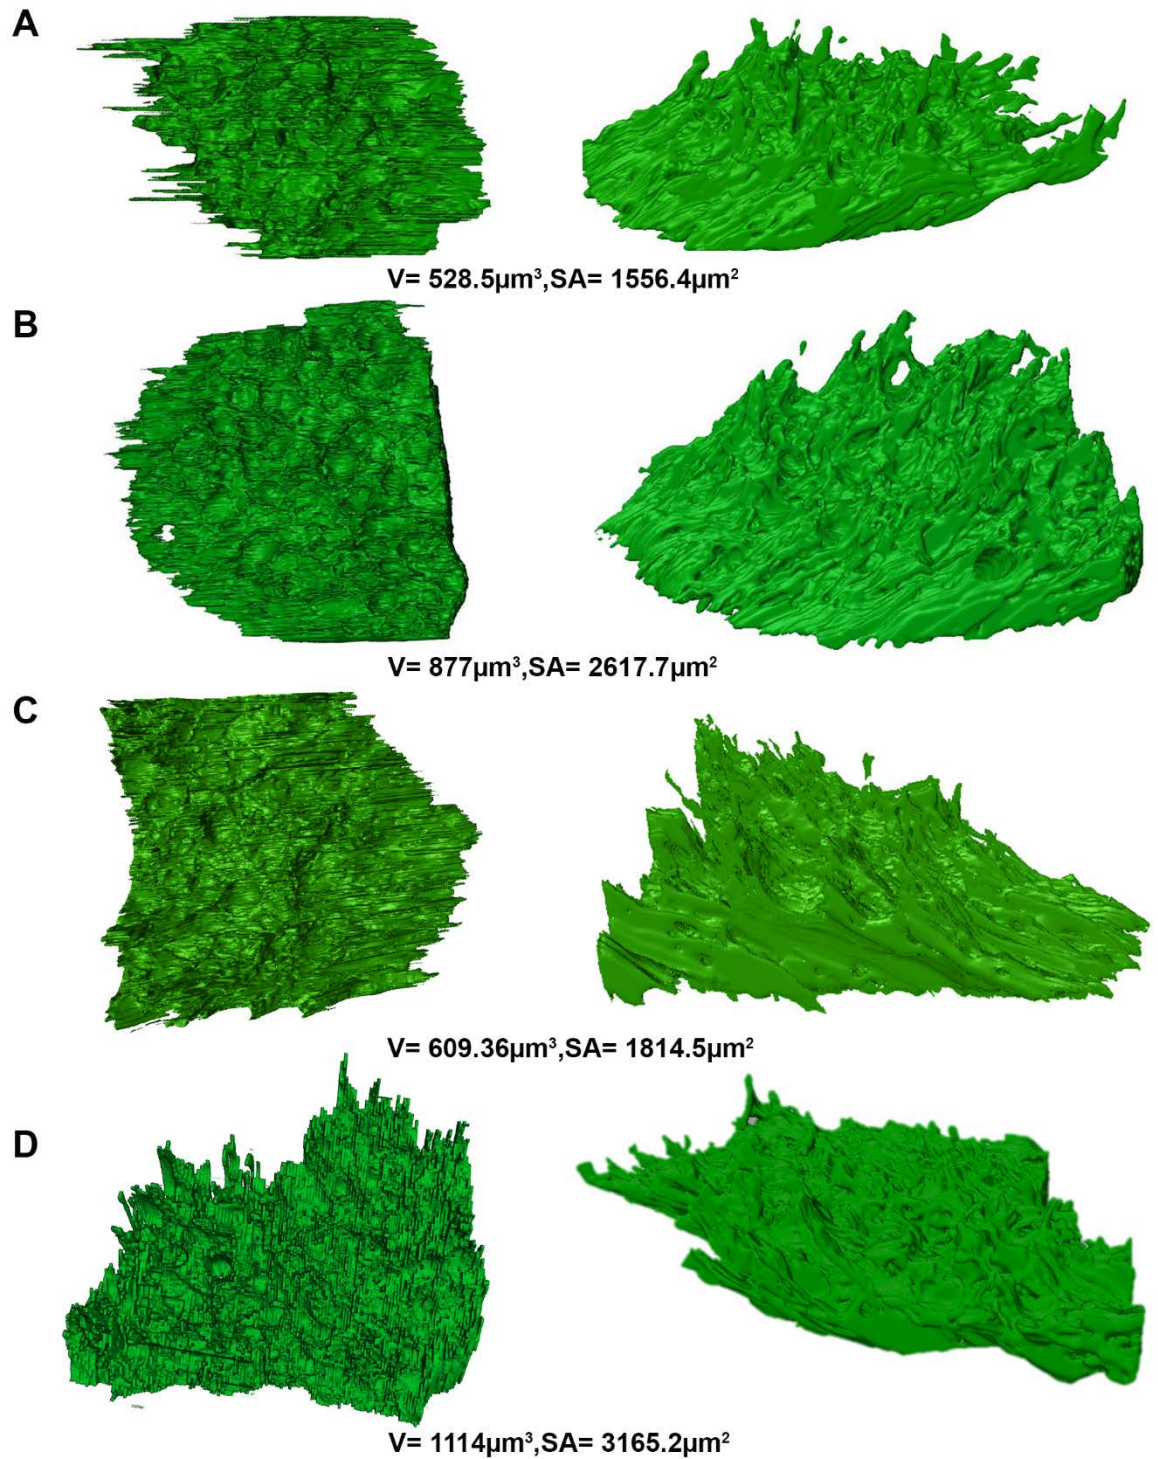 A
V= 528.5µm³,SA= 1556.4µm²
B
V= 877µm³,SA= 2617.7µm²
C
V= 609.36µm³,SA= 1814.5µm²
D
V= 1114µm³,SA= 3165.2µm²